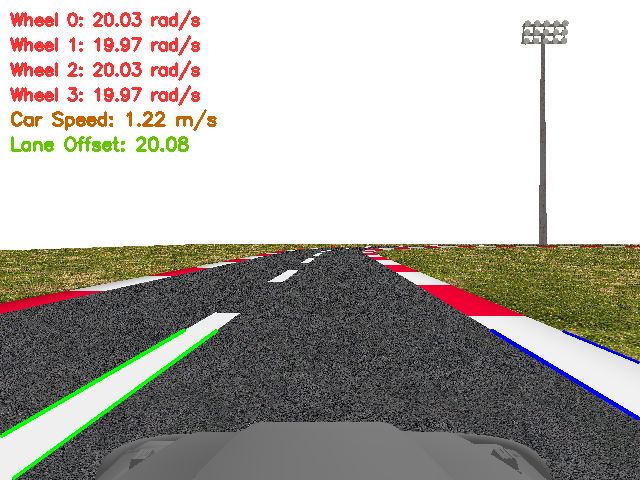 Wheel 0: 20.03 rad/s
Wheel 1: 19.97 rad/s
Wheel 2: 20.03 rad/s
Wheel 3: 19.97 rad/s
Car Speed: 1.22 m/s
Lane Offset: 20.08